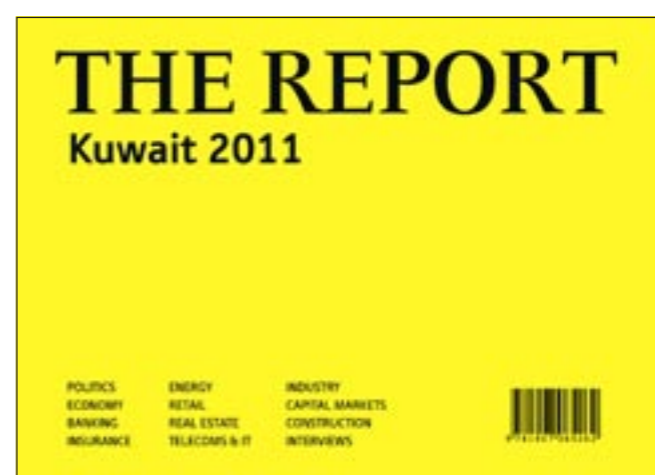 THE REPORT
Kuwait 2011
POLITICS
ECONOMY
BANKING
INSURANCE
ENERGY
RETAIL
REAL ESTATE
TELECOMS & IT
INDUSTRY
CAPITAL MARKETS
CONSTRUCTION
INTERVIEWS